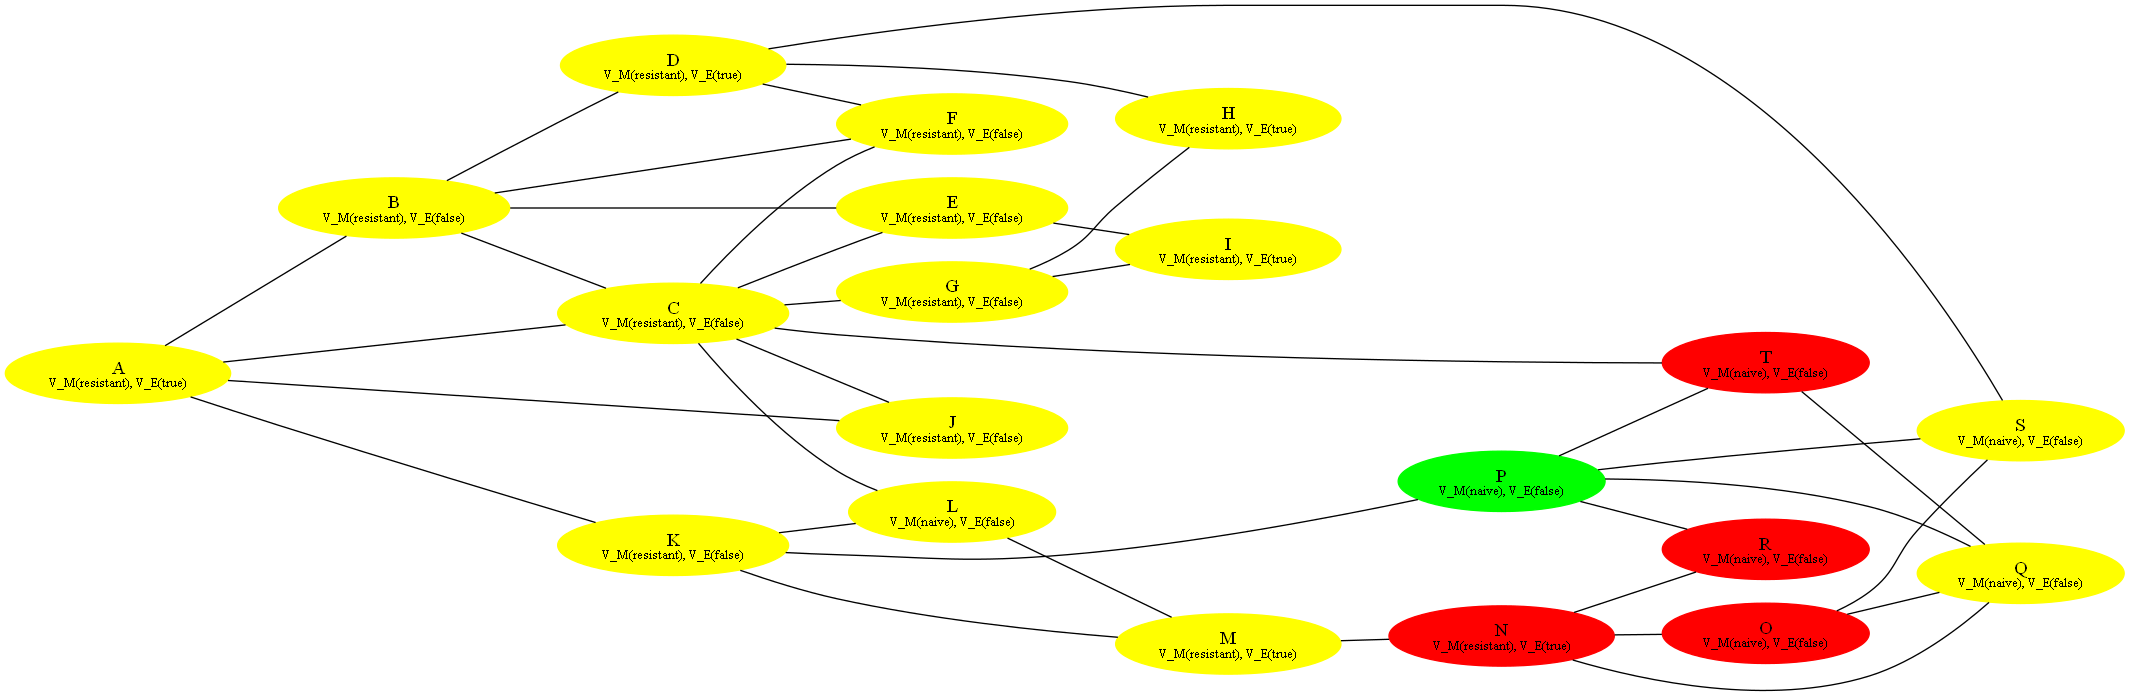 D
V_M(resistant), V_E(true)
F
V_M(resistant), V_E(false)
H
V_M(resistant), V_E(true)
B
V_M(resistant), V_E(false)
E
V_M(resistant), V_E(false)
I
V_M(resistant), V_E(true)
G
V_M(resistant), V_E(false)
C
V_M(resistant), V_E(false)
A
V_M(resistant), V_E(true)
T
V_M(naive), V_E(false)
J
V_M(resistant), V_E(false)
S
V_M(naive), V_E(false)
P
V_M(naive), V_E(false)
L
V_M(naive), V_E(false)
K
V_M(resistant), V_E(false)
R
V_M(naive), V_E(false)
Q
V_M(naive), V_E(false)
M
V_M(resistant), V_E(true)
N
V_M(resistant), V_E(true)
O
V_M(naive), V_E(false)